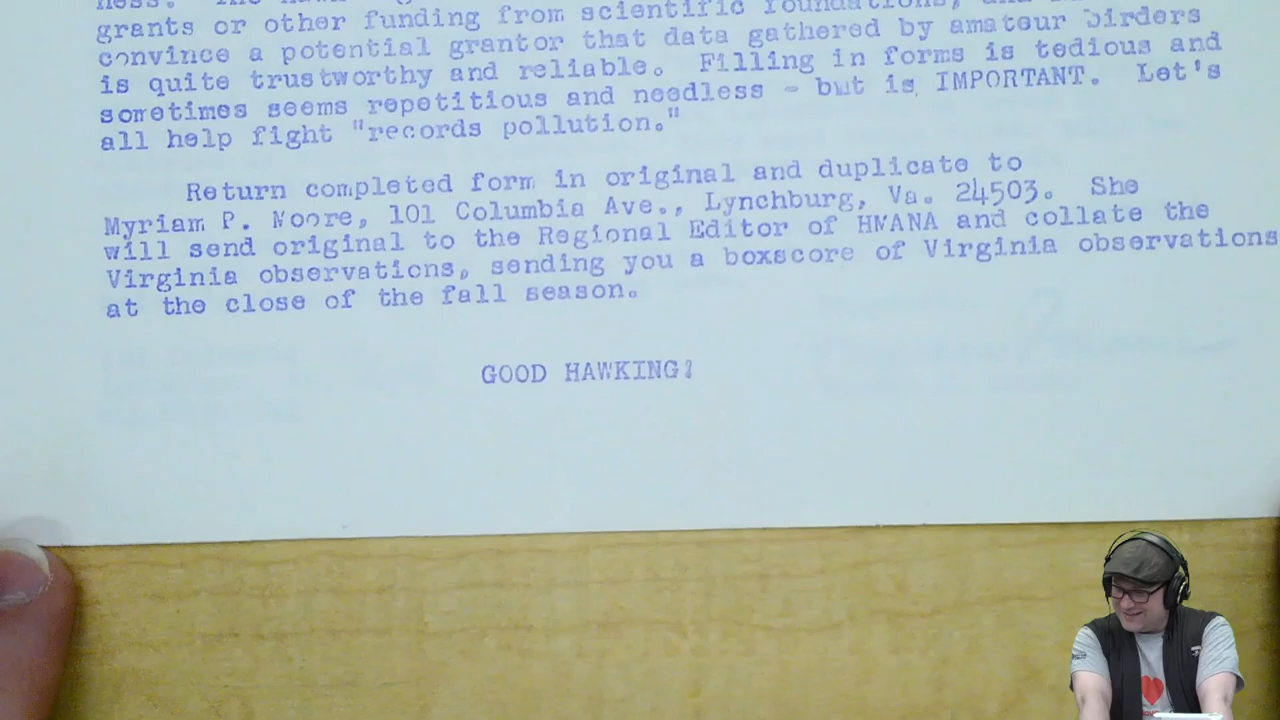 grants or other funding from scientific foundations,
convince a potential grantor that data gathered by amateur birders
is quite trustworthy and reliable. Filling in forms is tedious and
sometimes seems repetitious and needless - but is IMPORTANT. Let's
all help fight "records pollution."
Return completed form in original and duplicate to
Myriam P. Moore, 101 Columbia Ave., Lynchburg, Va. 24503. She
will send original to the Regional Editor of HMANA and collate the
Virginia observations, sending you a boxscore of Virginia observations
at the close of the fall season.
GOOD HAWKING!